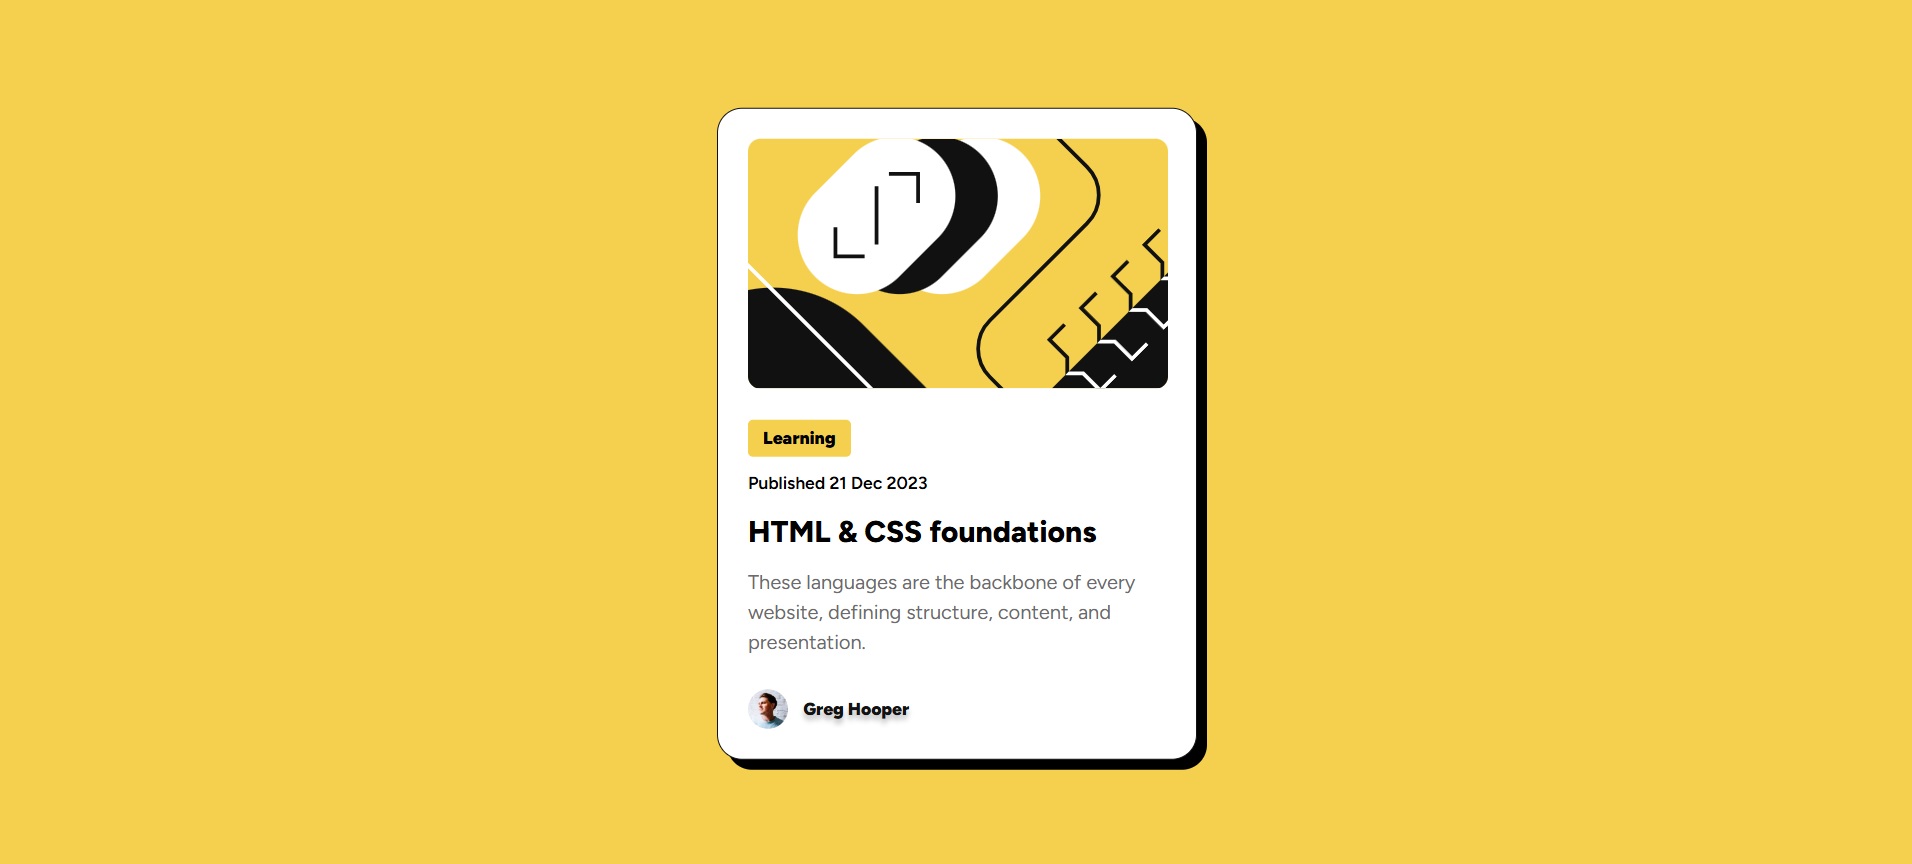 Learning
Published 21 Dec 2023
HTML & CSS foundations
These languages are the backbone of every
website, defining structure, content, and
presentation.
Greg Hooper